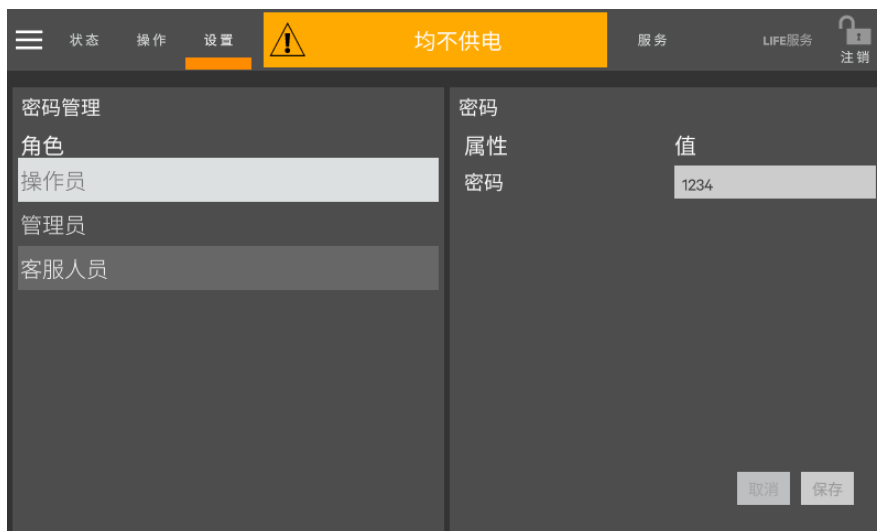 状态 操作 设置 均不供电 服务 LIFE服务 注销
密码管理
角色
操作员
管理员
客服人员
密码
属性 值
密码 1234
取消 保存